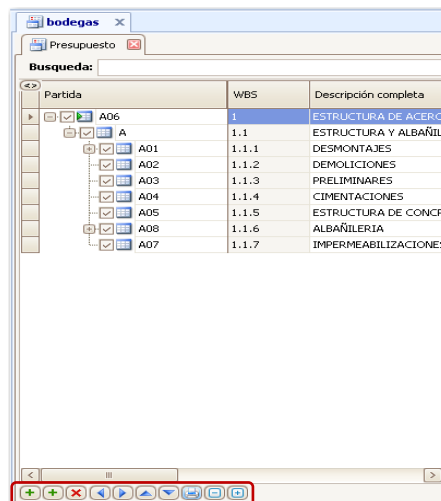 bodegas
Presupuesto
Busqueda:
Partida WBS Descripción completa
A06 1 ESTRUCTURA DE ACERO
A 1.1 ESTRUCTURA Y ALBAÑIL
A01 1.1.1 DESMONTAJES
A02 1.1.2 DEMOLICIONES
A03 1.1.3 PRELIMINARES
A04 1.1.4 CIMENTACIONES
A05 1.1.5 ESTRUCTURA DE CONCR
A08 1.1.6 ALBAÑILERIA
A07 1.1.7 IMPERMEABILIZACIONES